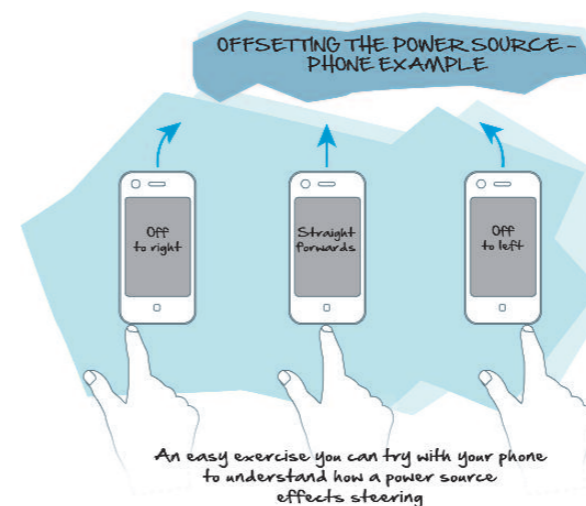 OFFSETTING THE POWER SOURCE -
PHONE EXAMPLE
Off
to right
Straight
forwards
Off
to left
An easy exercise you can try with your phone
to understand how a power source
effects steering